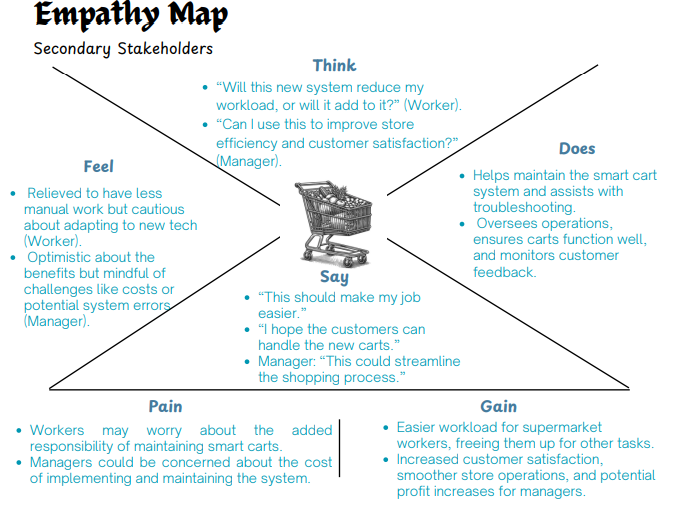 Empathy Map
Secondary Stakeholders
Think
• “Will this new system reduce my
workload, or will it add to it?” (Worker).
• “Can I use this to improve store
efficiency and customer satisfaction?”
(Manager).
Feel
• Relieved to have less
manual work but cautious
about adapting to new tech
(Worker).
• Optimistic about the
benefits but mindful of
challenges like costs or
potential system errors
(Manager).
Does
• Helps maintain the smart cart
system and assists with
troubleshooting.
• Oversees operations,
ensures carts function well,
and monitors customer
feedback.
Say
• “This should make my job
easier.”
• “I hope the customers can
handle the new carts.”
• Manager: “This could streamline
the shopping process.”
Pain
• Workers may worry about the added
responsibility of maintaining smart carts.
• Managers could be concerned about the cost
of implementing and maintaining the system.
Gain
• Easier workload for supermarket
workers, freeing them up for other tasks.
• Increased customer satisfaction,
smoother store operations, and potential
profit increases for managers.